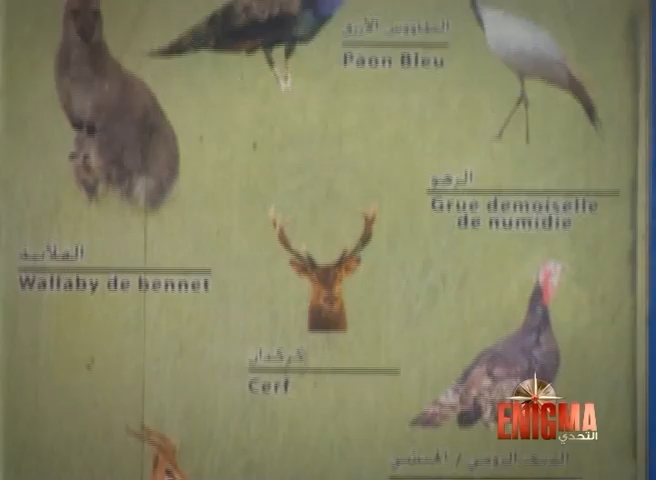 الطاووس الأزرق
Paon Bleu
الرهو
Grue demoiselle
de numidie
Wallaby de bennet
Cerf
ENIGMA
التحدي